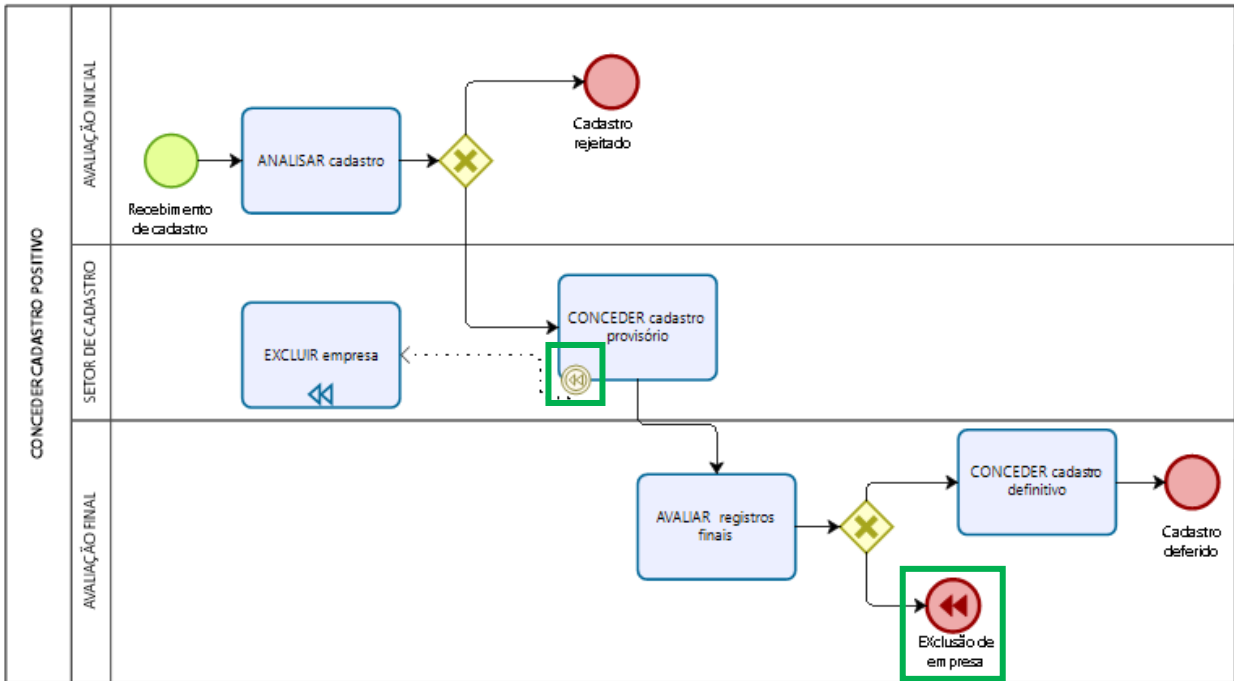 CONCEDER CADASTRO POSITIVO
AVALIAÇÃO INICIAL
Recebimento
de cadastro
ANALISAR cadastro
Cadastro
rejeitado
SETOR DE CADASTRO
EXCLUIR empresa
CONCEDER cadastro
provisório
AVALIAÇÃO FINAL
AVALIAR registros
finais
CONCEDER cadastro
definitivo
Cadastro
deferido
EXclusão de
empresa